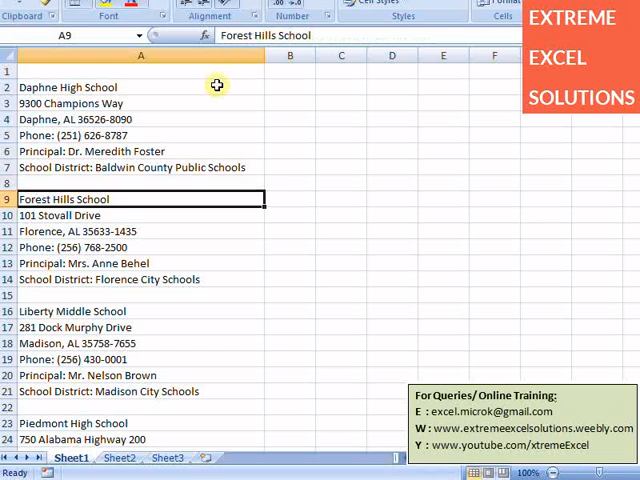 Clipboard
Font
Alignment
Number
Styles
Cells
A9
fx
Forest Hills School
EXTREME
EXCEL
SOLUTIONS
A B C D E F
1
2 Daphne High School
3 9300 Champions Way
4 Daphne, AL 36526-8090
5 Phone: (251) 626-8787
6 Principal: Dr. Meredith Foster
7 School District: Baldwin County Public Schools
8
9 Forest Hills School
10 101 Stovall Drive
11 Florence, AL 35633-1435
12 Phone: (256) 768-2500
13 Principal: Mrs. Anne Behel
14 School District: Florence City Schools
15
16 Liberty Middle School
17 281 Dock Murphy Drive
18 Madison, AL 35758-7655
19 Phone: (256) 430-0001
20 Principal: Mr. Nelson Brown
21 School District: Madison City Schools
22
23 Piedmont High School
24 750 Alabama Highway 200
For Queries/ Online Training:
E : excel.microk@gmail.com
W : www.extremeexcelsolutions.weebly.com
Y : www.youtube.com/xtremeExcel
Sheet1 Sheet2 Sheet3
Ready
100%